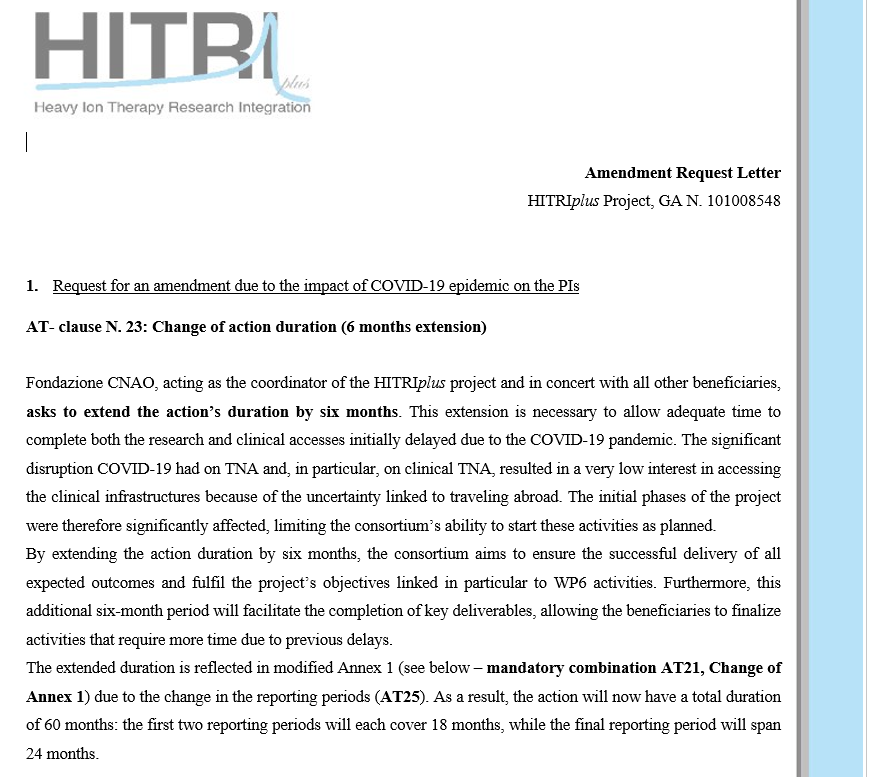 HITRI
plus
Heavy Ion Therapy Research Integration
Amendment Request Letter
HITRIplus Project, GA N. 101008548
1. Request for an amendment due to the impact of COVID-19 epidemic on the PIs
AT- clause N. 23: Change of action duration (6 months extension)
Fondazione CNAO, acting as the coordinator of the HITRIplus project and in concert with all other beneficiaries,
asks to extend the action's duration by six months. This extension is necessary to allow adequate time to
complete both the research and clinical accesses initially delayed due to the COVID-19 pandemic. The significant
disruption COVID-19 had on TNA and, in particular, on clinical TNA, resulted in a very low interest in accessing
the clinical infrastructures because of the uncertainty linked to traveling abroad. The initial phases of the project
were therefore significantly affected, limiting the consortium's ability to start these activities as planned.
By extending the action duration by six months, the consortium aims to ensure the successful delivery of all
expected outcomes and fulfil the project's objectives linked in particular to WP6 activities. Furthermore, this
additional six-month period will facilitate the completion of key deliverables, allowing the beneficiaries to finalize
activities that require more time due to previous delays.
The extended duration is reflected in modified Annex 1 (see below – mandatory combination AT21, Change of
Annex 1) due to the change in the reporting periods (AT25). As a result, the action will now have a total duration
of 60 months: the first two reporting periods will each cover 18 months, while the final reporting period will span
24 months.